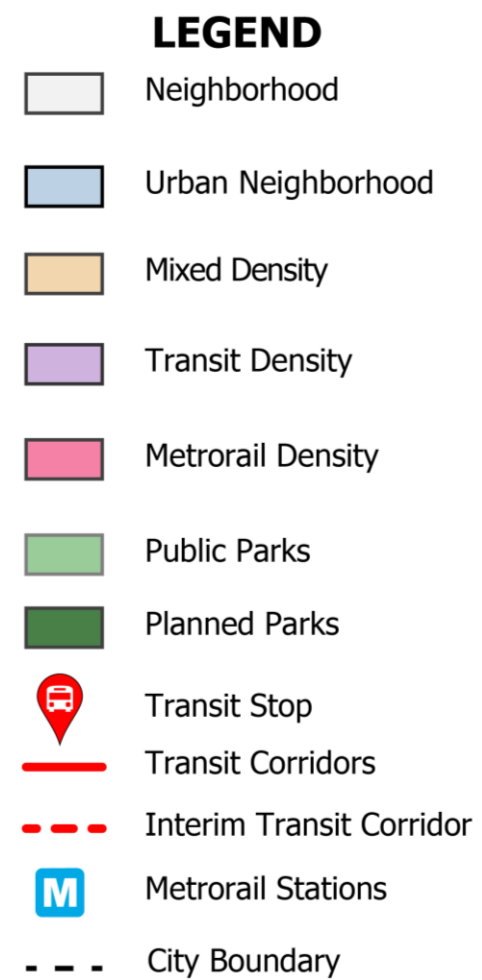 LEGEND
Neighborhood
Urban Neighborhood
Mixed Density
Transit Density
Metrorail Density
Public Parks
Planned Parks
Transit Stop
Transit Corridors
Interim Transit Corridor
M Metrorail Stations
City Boundary